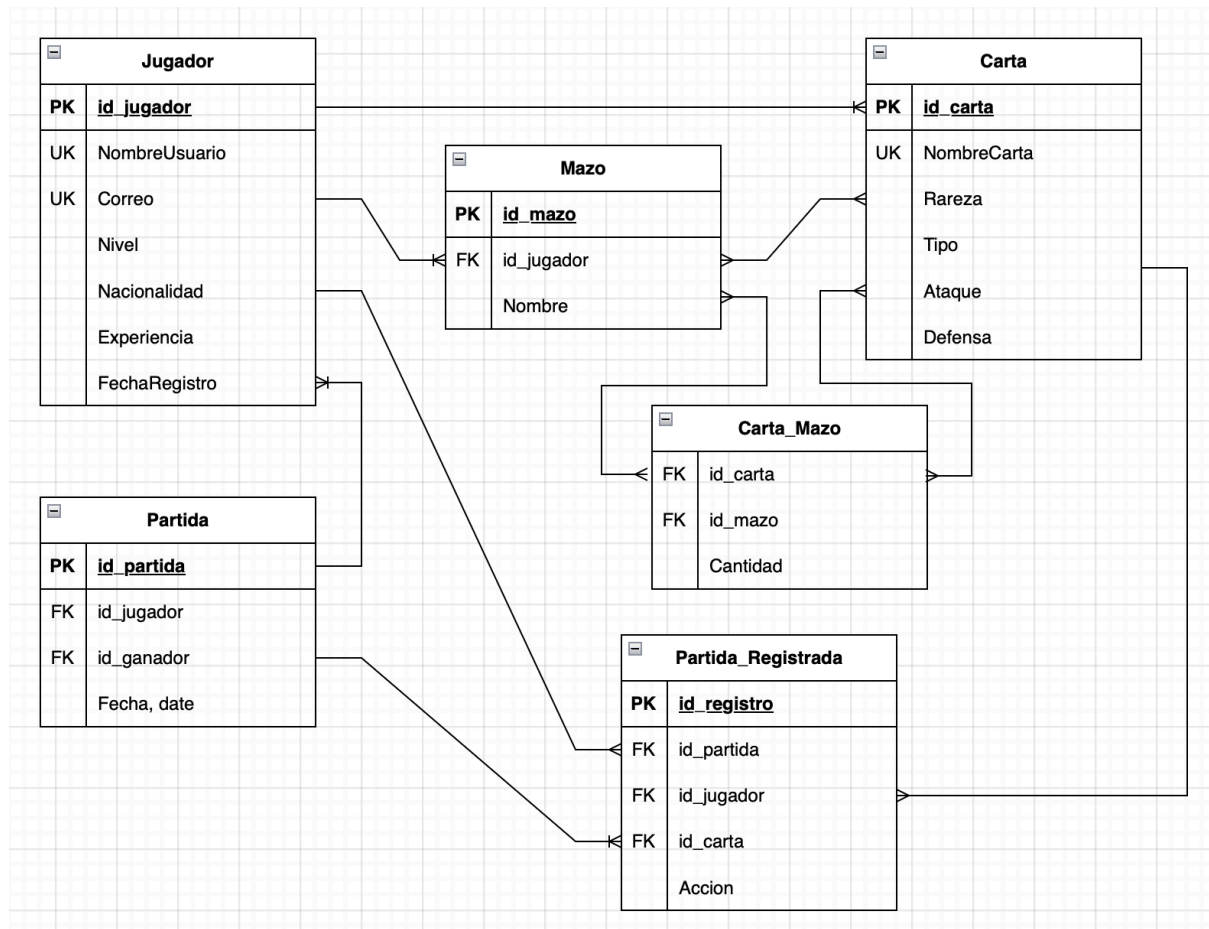 Jugador
PK id_jugador
UK NombreUsuario
UK Correo
Nivel
Nacionalidad
Experiencia
FechaRegistro
Mazo
PK id_mazo
FK id_jugador
Nombre
Carta
PK id_carta
UK NombreCarta
Rareza
Tipo
Ataque
Defensa
Carta_Mazo
FK id_carta
FK id_mazo
Cantidad
Partida
PK id_partida
FK id_jugador
FK id_ganador
Fecha, date
Partida_Registrada
PK id_registro
FK id_partida
FK id_jugador
FK id_carta
Accion